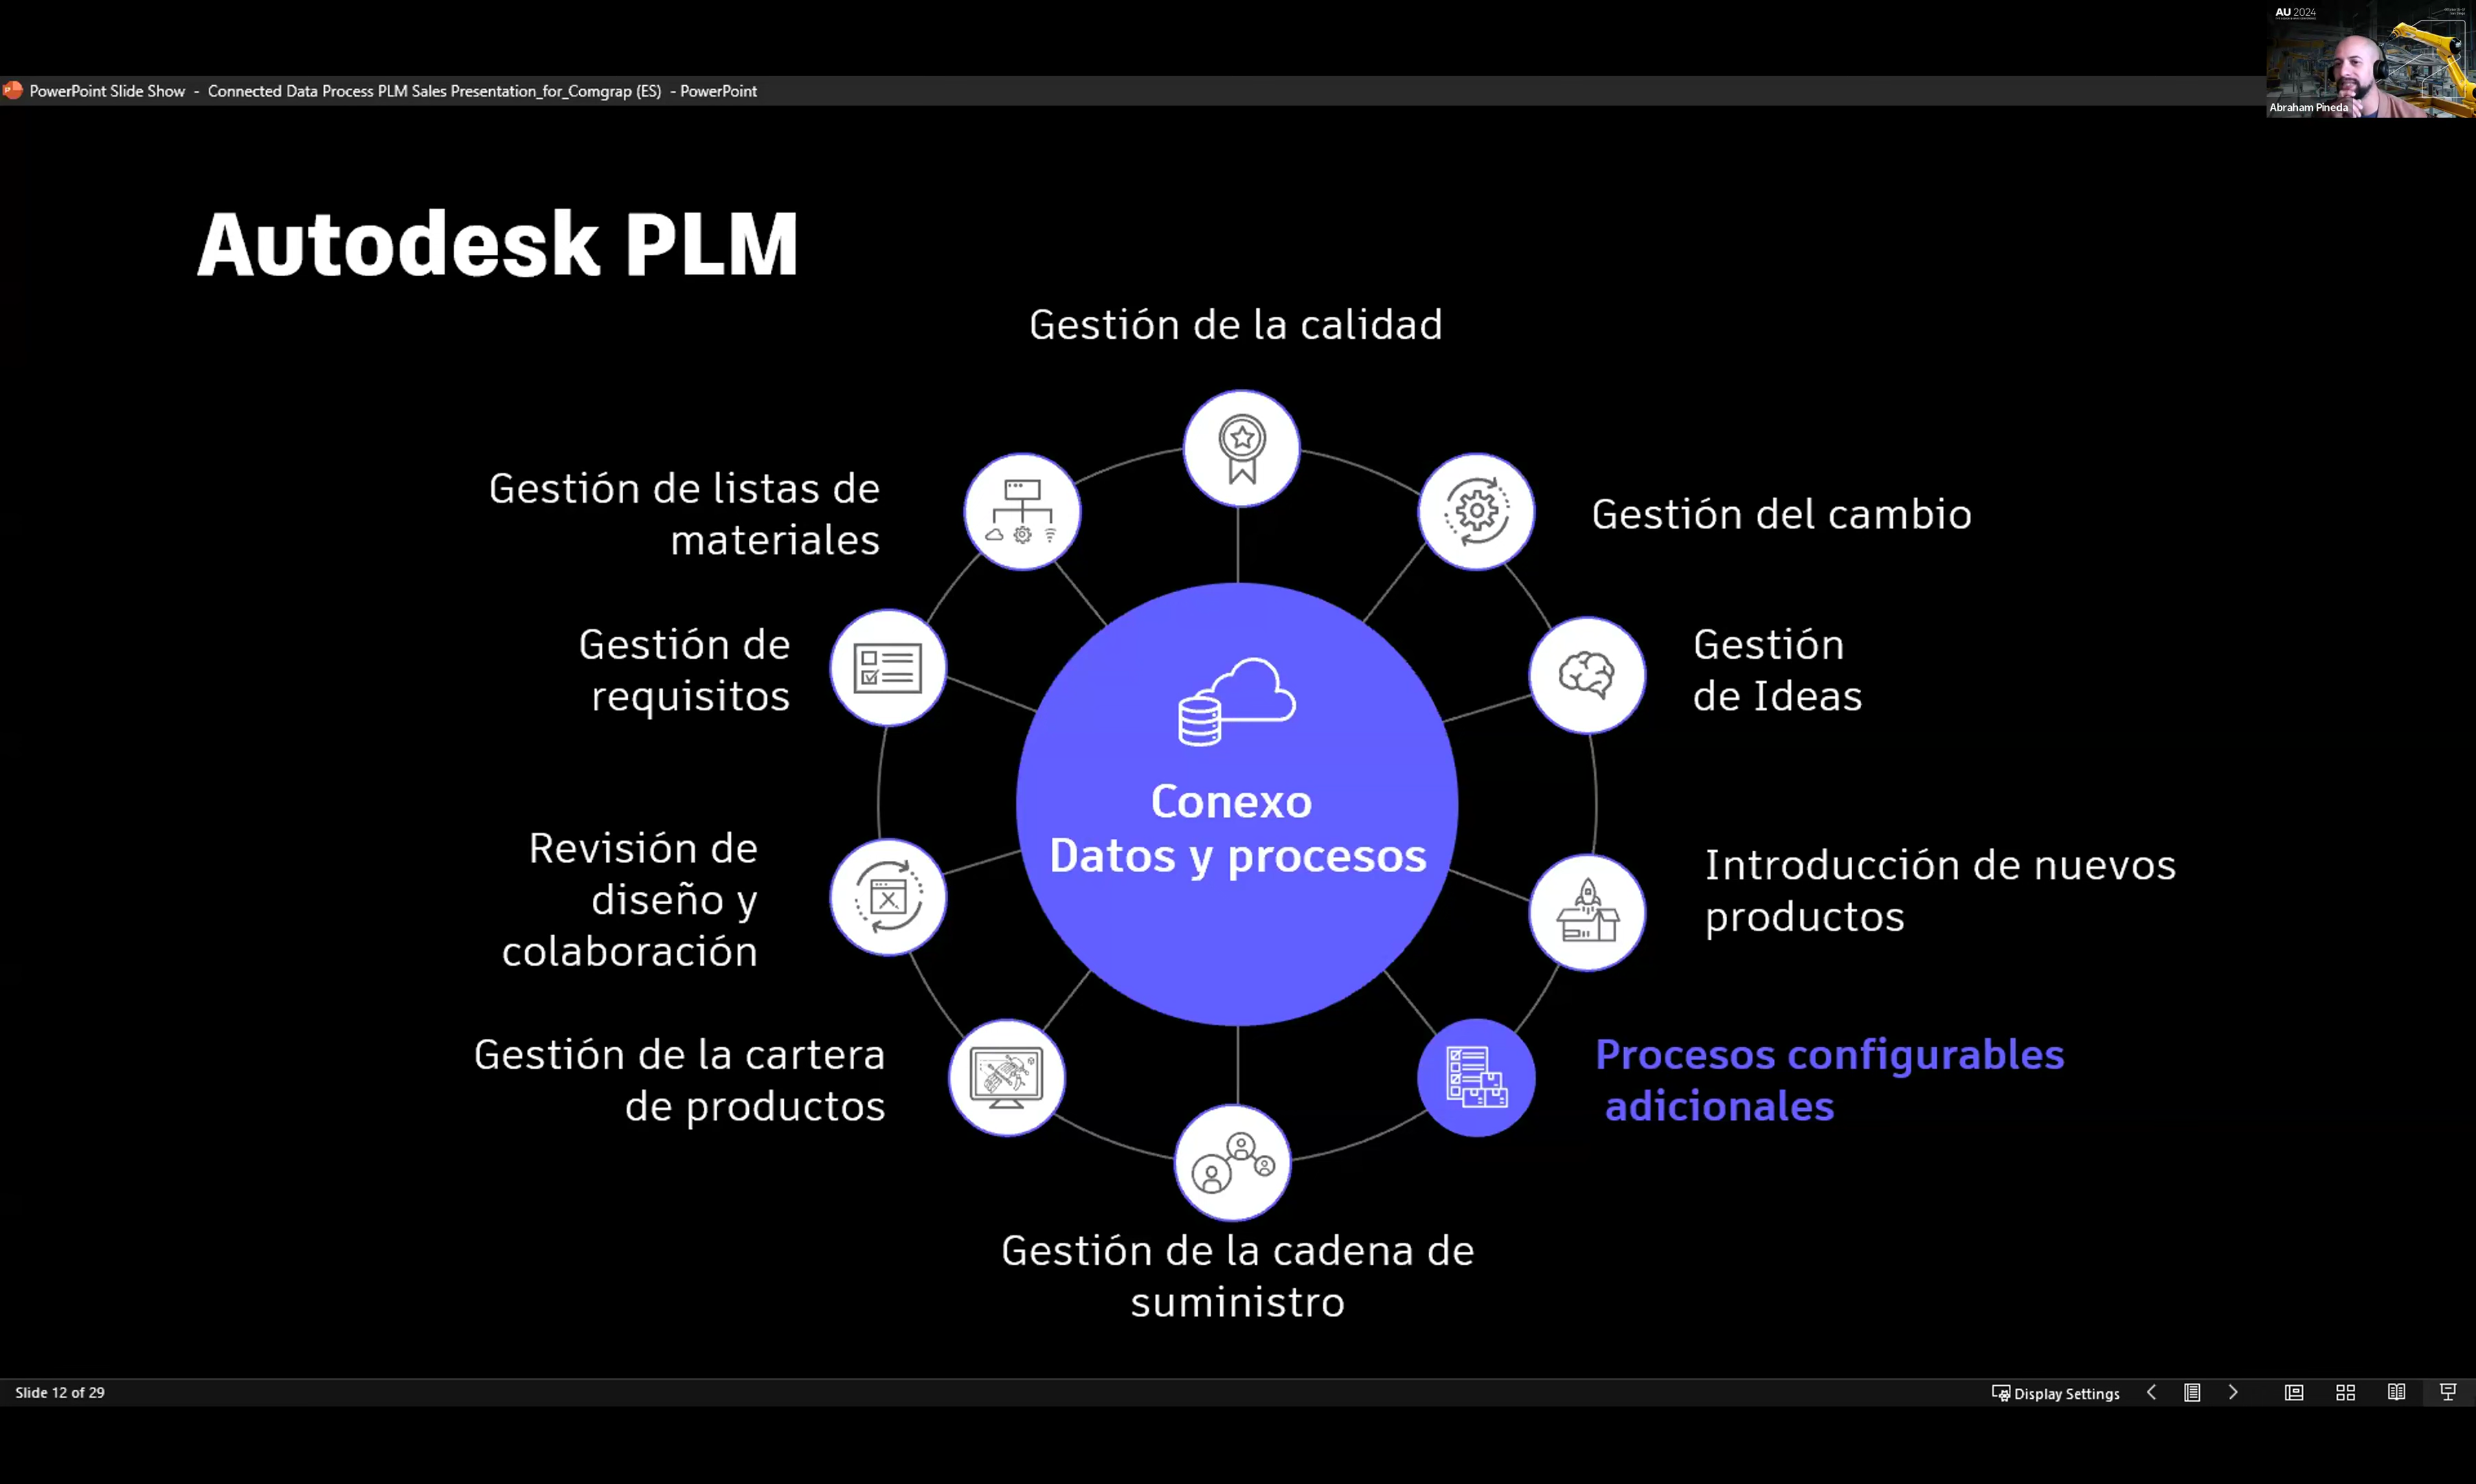 AU 2024
PowerPoint Slide Show - Connected Data Process PLM Sales Presentation_for_Comgrap (ES) - PowerPoint
Abraham Pineda
Autodesk PLM
Gestión de la calidad
Gestión de listas de
materiales
Gestión del cambio
Gestión de
requisitos
Gestión
de Ideas
Conexo
Datos y procesos
Revisión de
diseño y
colaboración
Introducción de nuevos
productos
Gestión de la cartera
de productos
Procesos configurables
adicionales
Gestión de la cadena de
suministro
Slide 12 of 29
Display Settings